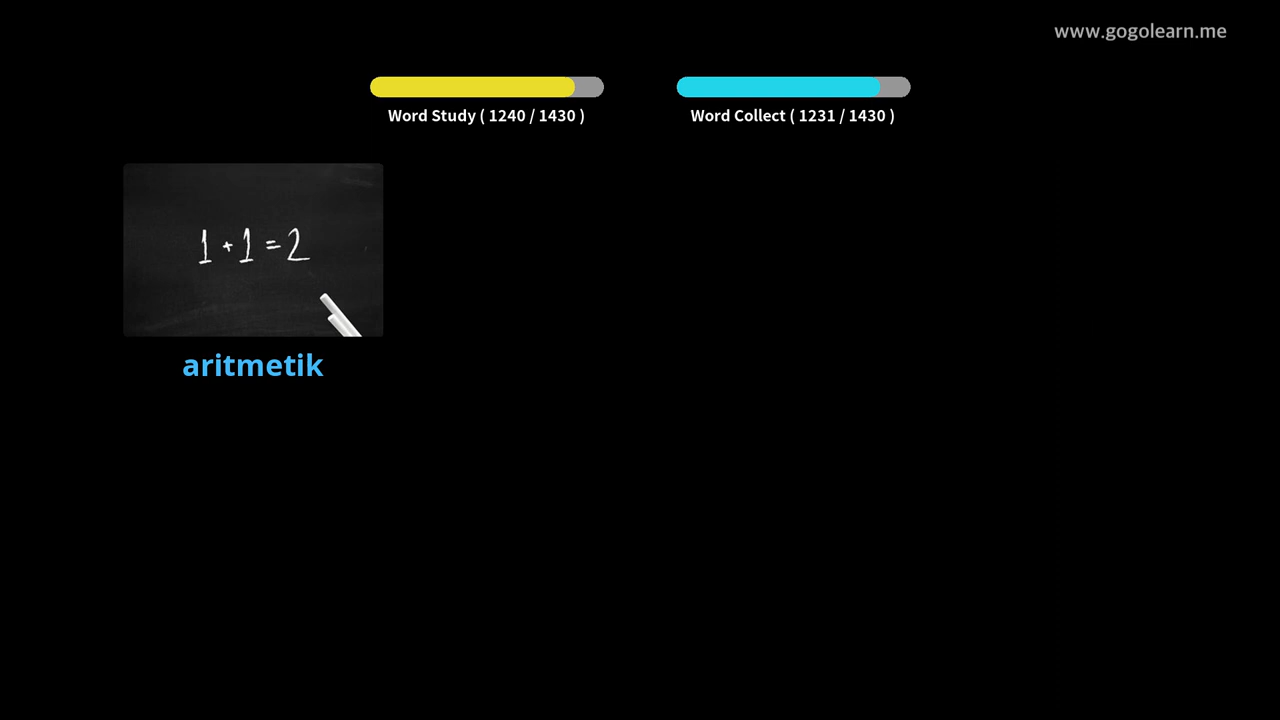 www.gogolearn.me
Word Study ( 1240 / 1430 )
Word Collect ( 1231 / 1430 )
1 + 1 = 2
aritmetik